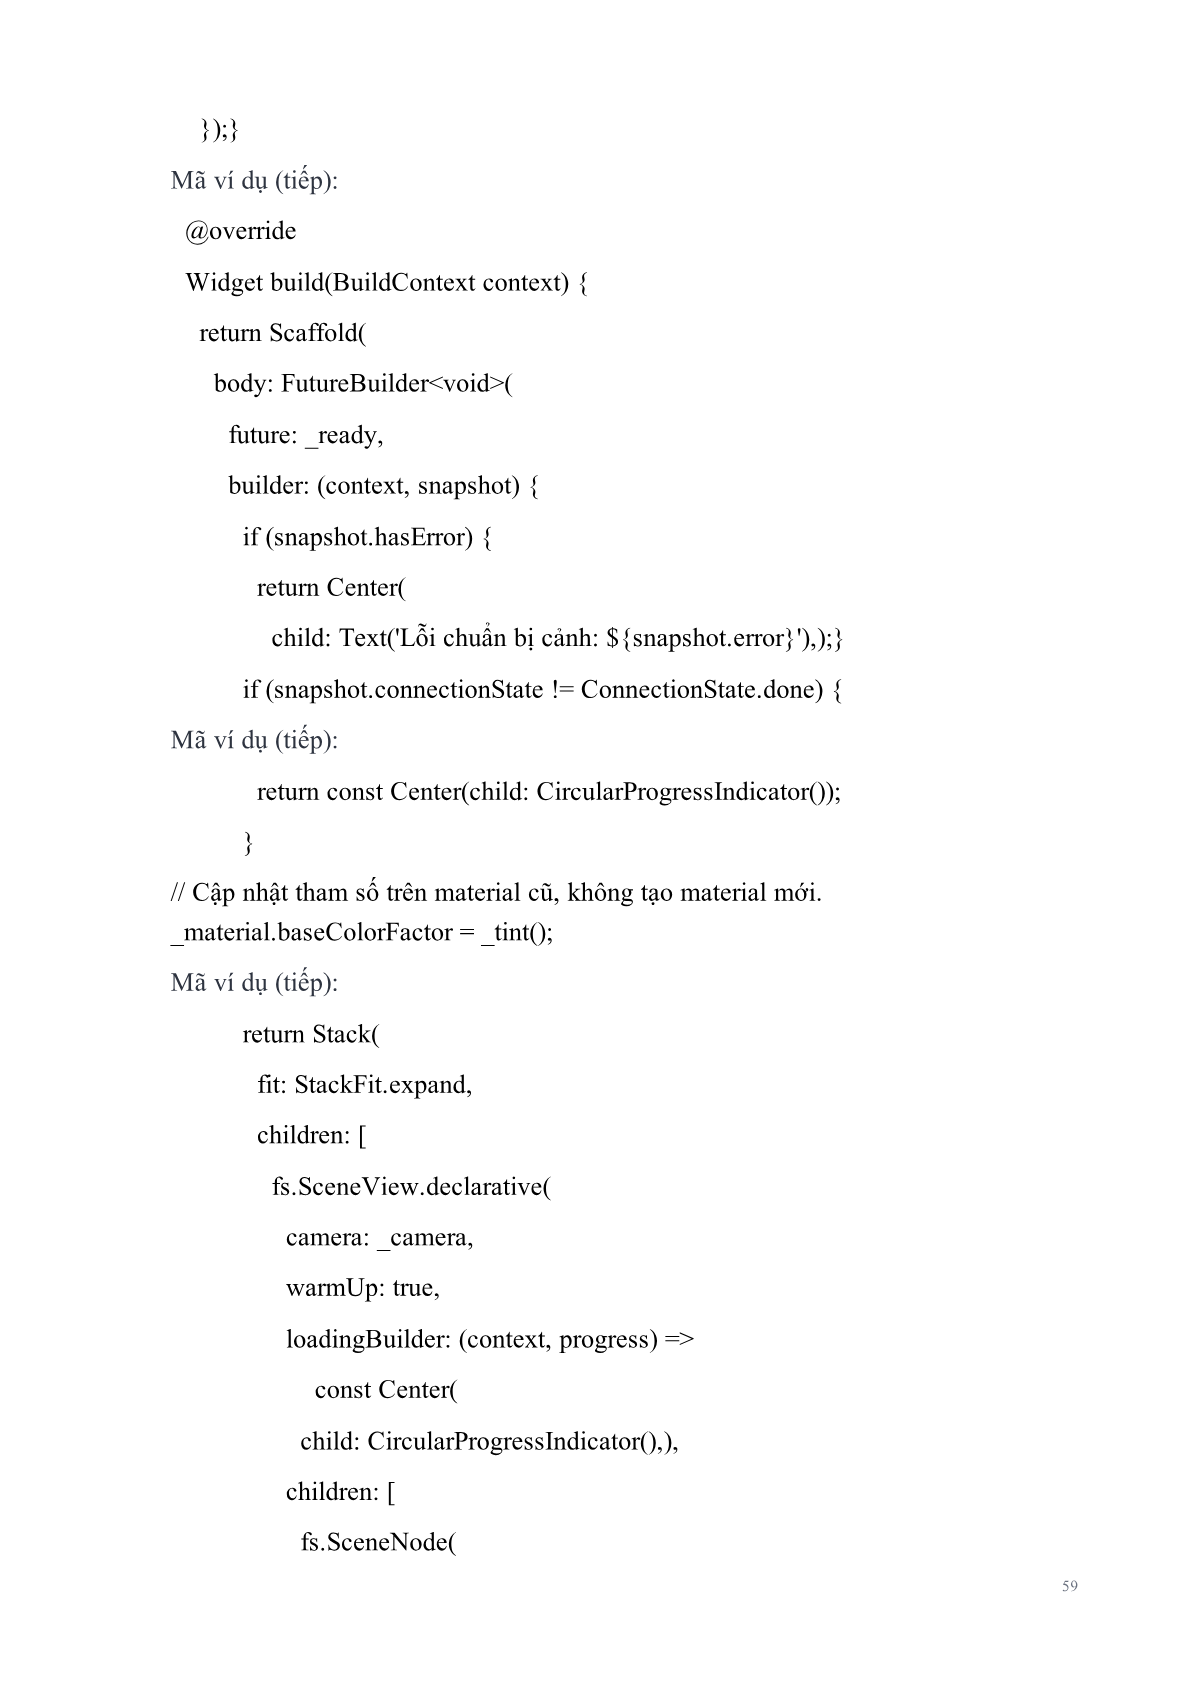 });}
Mã ví dụ (tiếp):
@override
Widget build(BuildContext context) {
return Scaffold(
body: FutureBuilder<void>(
future: _ready,
builder: (context, snapshot) {
if (snapshot.hasError) {
return Center(
child: Text('Lỗi chuẩn bị cảnh: ${snapshot.error}'),);}
if (snapshot.connectionState != ConnectionState.done) {
Mã ví dụ (tiếp):
return const Center(child: CircularProgressIndicator());
}
// Cập nhật tham số trên material cũ, không tạo material mới.
_material.baseColorFactor = _tint();
Mã ví dụ (tiếp):
return Stack(
fit: StackFit.expand,
children: [
fs.SceneView.declarative(
camera: _camera,
warmUp: true,
loadingBuilder: (context, progress) =>
const Center(
child: CircularProgressIndicator(),),
children: [
fs.SceneNode(
59